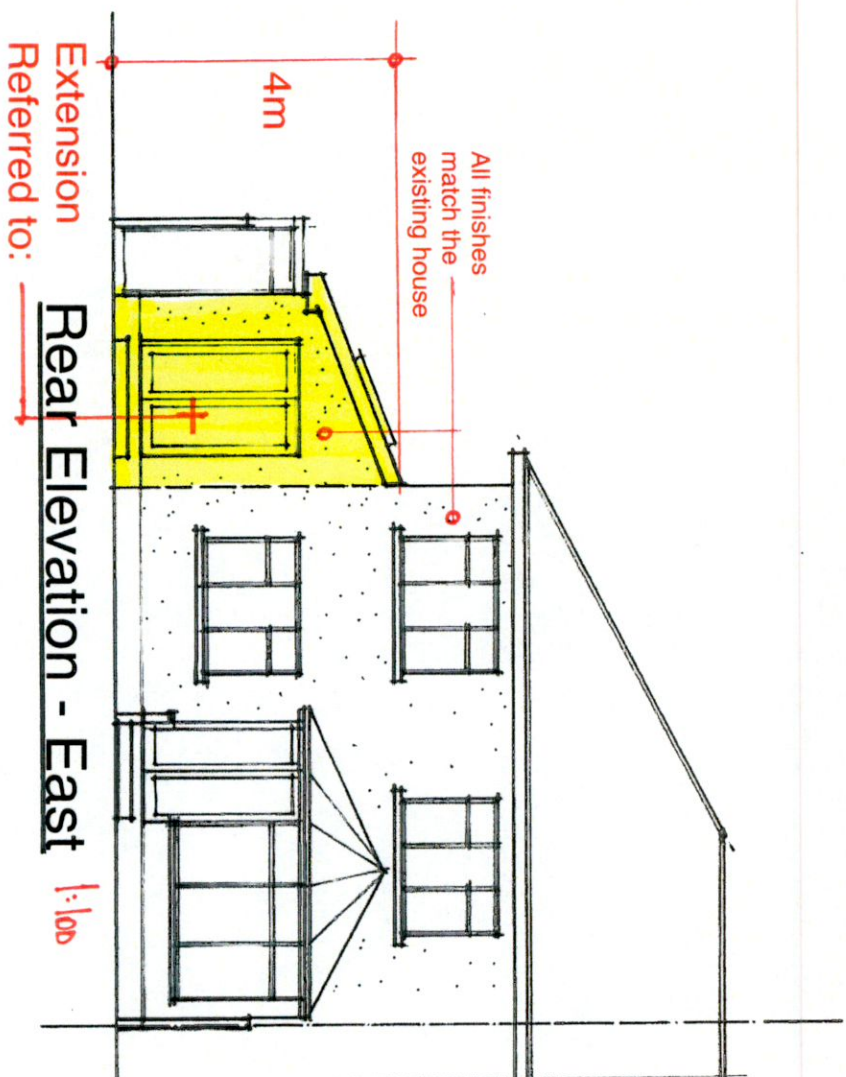 All finishes
match the
existing house
4m
Extension
Referred to:
Rear Elevation - East
1:100